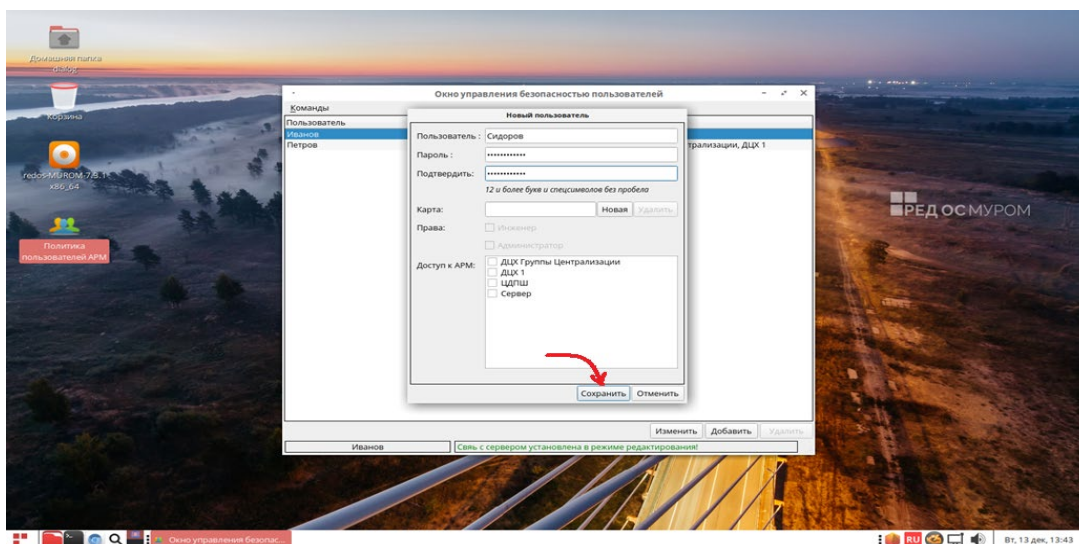 Домашняя папка
dialog
Корзина
redos-MUROM-7.3.1
x86_64
Политика
пользователей АРМ
Окно управления безопасностью пользователей
Команды
Пользователь
Иванов
Петров
трализации, ДЦХ 1
Новый пользователь
Пользователь : Сидоров
Пароль : ••••••••••••
Подтвердить: ••••••••••••
12 и более букв и спецсимволов без пробела
Карта: Новая Удалить
Права: Инженер
Администратор
Доступ к АРМ: ДЦХ Группы Централизации
ДЦХ 1
ЦДПШ
Сервер
Сохранить Отменить
Изменить Добавить Удалить
Иванов Свяь с сервером установлена в режиме редактирования!
РЕД ОС МУРОМ
Окно управления безопас...
RU
Вт, 13 дек, 13:43